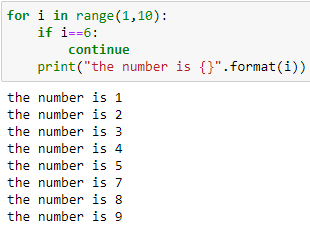 for i in range(1,10):
    if i==6:
        continue
    print("the number is {}".format(i))
the number is 1
the number is 2
the number is 3
the number is 4
the number is 5
the number is 7
the number is 8
the number is 9